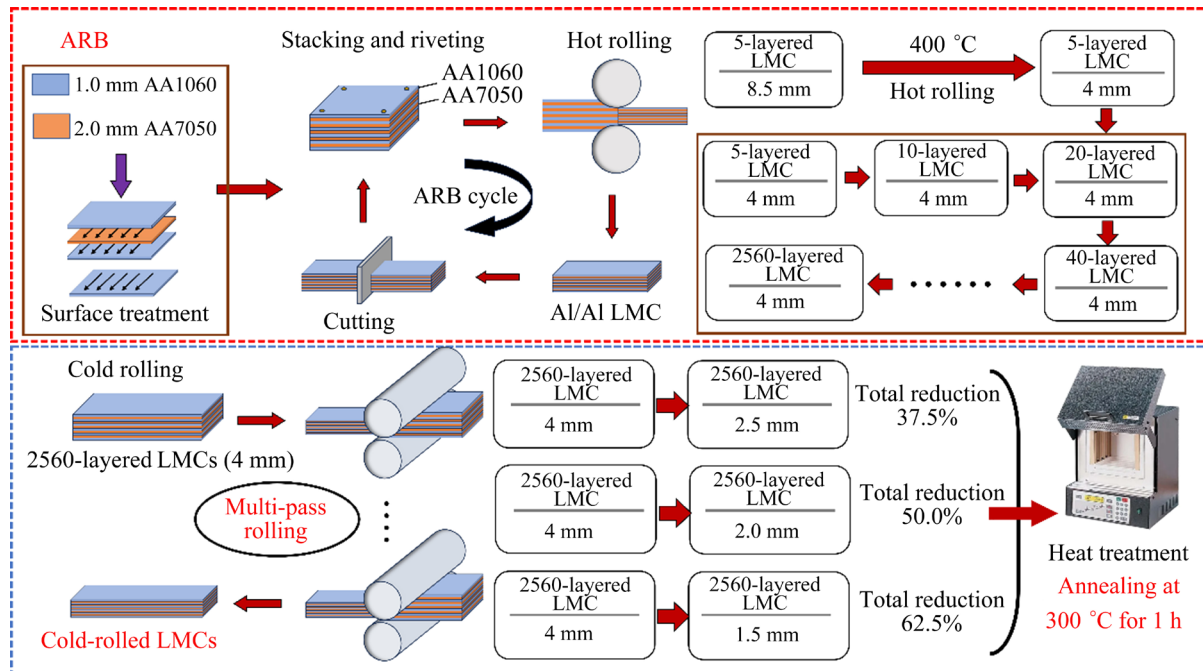 ARB
1.0 mm AA1060
2.0 mm AA7050
Surface treatment
Stacking and riveting
AA1060
AA7050
Hot rolling
ARB cycle
Cutting
Al/Al LMC
5-layered
LMC
8.5 mm
400 °C
Hot rolling
5-layered
LMC
4 mm
5-layered
LMC
4 mm
10-layered
LMC
4 mm
20-layered
LMC
4 mm
2560-layered
LMC
4 mm
......
40-layered
LMC
4 mm
Cold rolling
2560-layered LMCs (4 mm)
Multi-pass
rolling
Cold-rolled LMCs
2560-layered
LMC
4 mm
2560-layered
LMC
2.5 mm
Total reduction
37.5%
2560-layered
LMC
4 mm
2560-layered
LMC
2.0 mm
Total reduction
50.0%
2560-layered
LMC
4 mm
2560-layered
LMC
1.5 mm
Total reduction
62.5%
Heat treatment
Annealing at
300 °C for 1 h